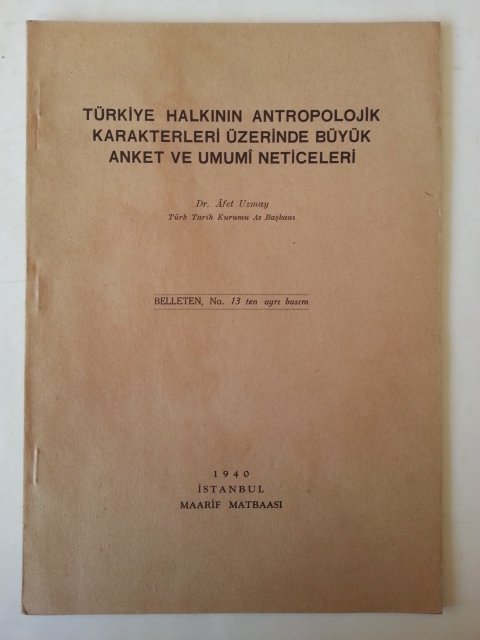 TÜRKİYE HALKININ ANTROPOLOJİK
KARAKTERLERİ ÜZERİNDE BÜYÜK
ANKET VE UMUMÎ NETİCELERİ
Dr. Âfet Uzmay
Türk Tarih Kurumu As Başkanı
BELLETEN, No. 13 ten ayrı basım
1940
İSTANBUL
MAARİF MATBAASI